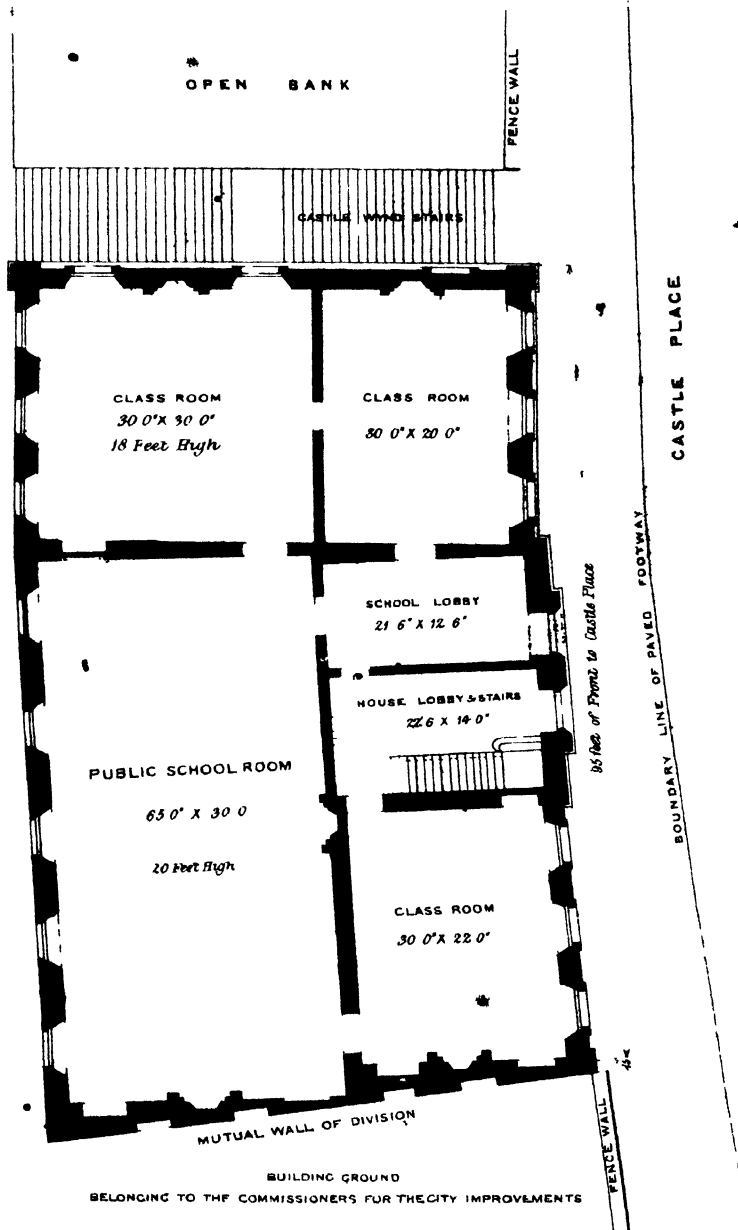 OPEN BANK
FENCE WALL
CASTLE WYND STAIRS
CASTLE PLACE
CLASS ROOM
30 0" X 30 0"
18 Feet High
CLASS ROOM
30 0" X 20 0"
SCHOOL LOBBY
21 6" X 12 6"
HOUSE LOBBY & STAIRS
22 6 X 14 0"
PUBLIC SCHOOL ROOM
65 0" X 30 0
20 Feet High
CLASS ROOM
30 0" X 22 0"
feet of Front to Castle Place
BOUNDARY LINE OF PAVED FOOTWAY
MUTUAL WALL OF DIVISION
FENCE WALL
BUILDING GROUND
BELONGING TO THE COMMISSIONERS FOR THE CITY IMPROVEMENTS